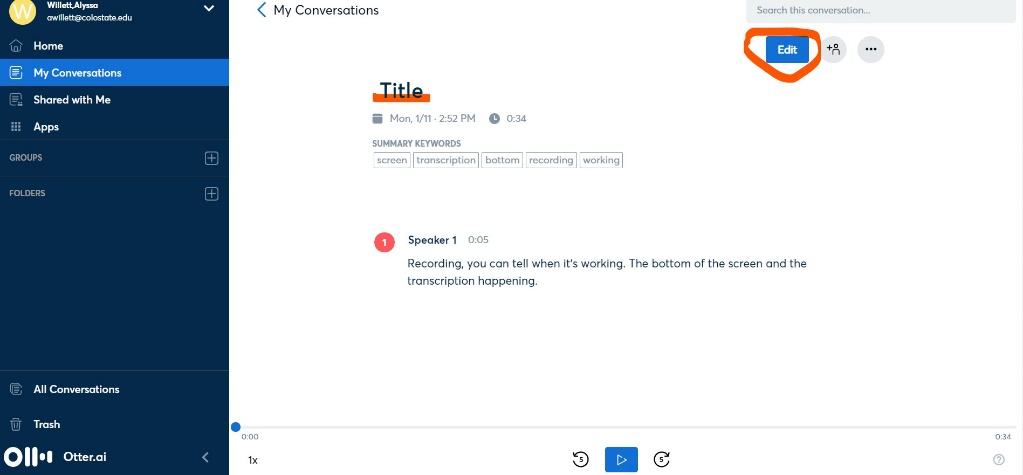 W
Willett,Alyssa
awillett@colostate.edu
Home
My Conversations
Shared with Me
Apps
GROUPS
FOLDERS
All Conversations
Trash
Otter.ai
My Conversations
Search this conversation...
Edit
Title
Mon, 1/11 · 2:52 PM 0:34
SUMMARY KEYWORDS
screen transcription bottom recording working
1 Speaker 1 0:05
Recording, you can tell when it's working. The bottom of the screen and the
transcription happening.
0:00 0:34
1x 5 5 ?